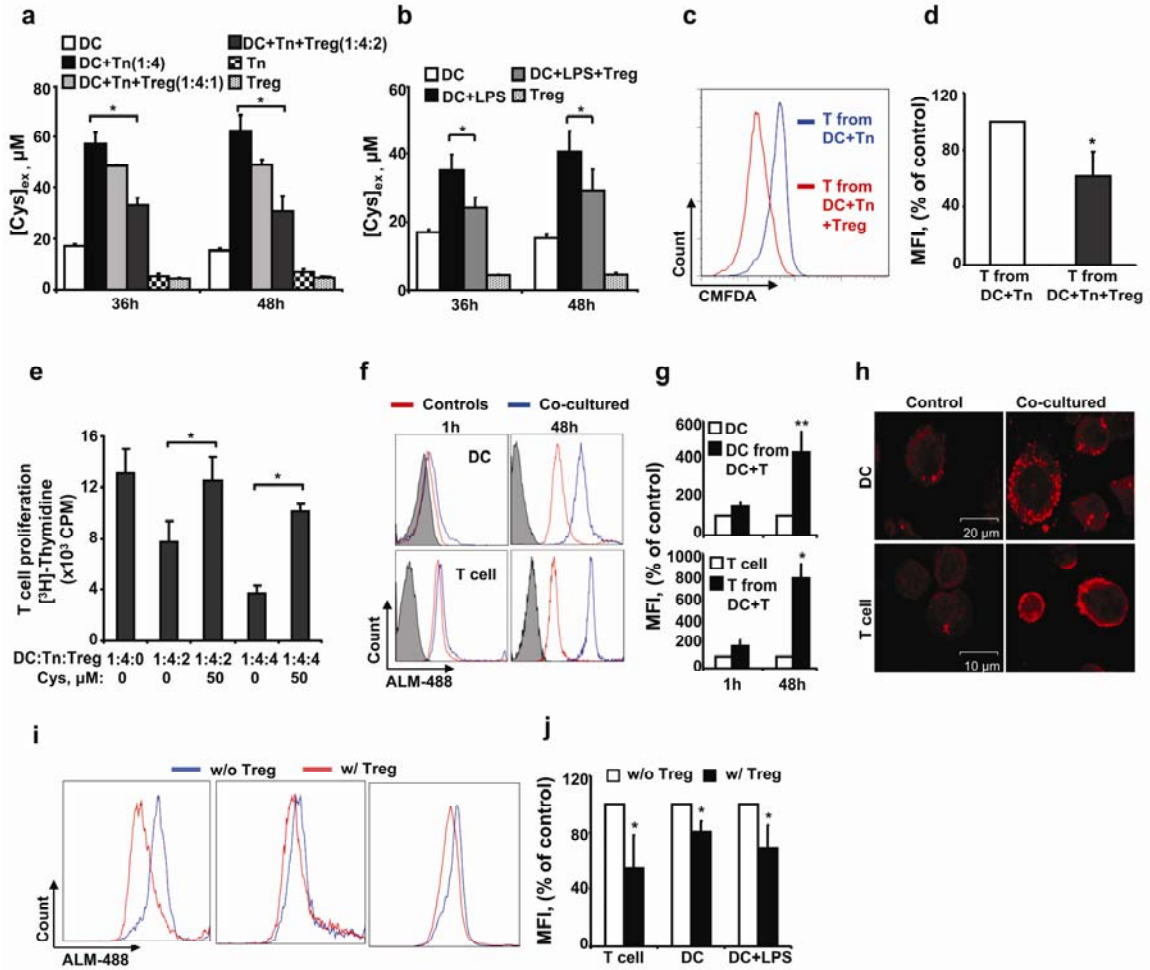 a
DC
DC+Tn(1:4)
DC+Tn+Treg(1:4:1)
DC+Tn+Treg(1:4:2)
Tn
Treg
[Cys]ex, µM
80
60
40
20
0
*
*
36h
48h
b
DC
DC+LPS
DC+LPS+Treg
Treg
[Cys]ex, µM
60
40
20
0
*
*
36h
48h
c
T from
DC+Tn
T from
DC+Tn
+Treg
Count
CMFDA
d
MFI, (% of control)
120
80
40
0
*
T from
DC+Tn
T from
DC+Tn+Treg
e
T cell proliferation
[³H]-Thymidine
(x10³ CPM)
16
12
8
4
0
*
*
DC:Tn:Treg 1:4:0 1:4:2 1:4:2 1:4:4 1:4:4
Cys, µM: 0 0 50 0 50
f
Controls
Co-cultured
1h
48h
DC
T cell
Count
ALM-488
g
MFI, (% of control)
600
400
200
0
DC
DC from
DC+T
**
1000
800
600
400
200
0
T cell
T from
DC+T
*
1h
48h
h
Control
Co-cultured
DC
20 µm
T cell
10 µm
i
w/o Treg
w/ Treg
Count
ALM-488
j
w/o Treg
w/ Treg
MFI, (% of control)
120
80
40
0
*
*
*
T cell
DC
DC+LPS